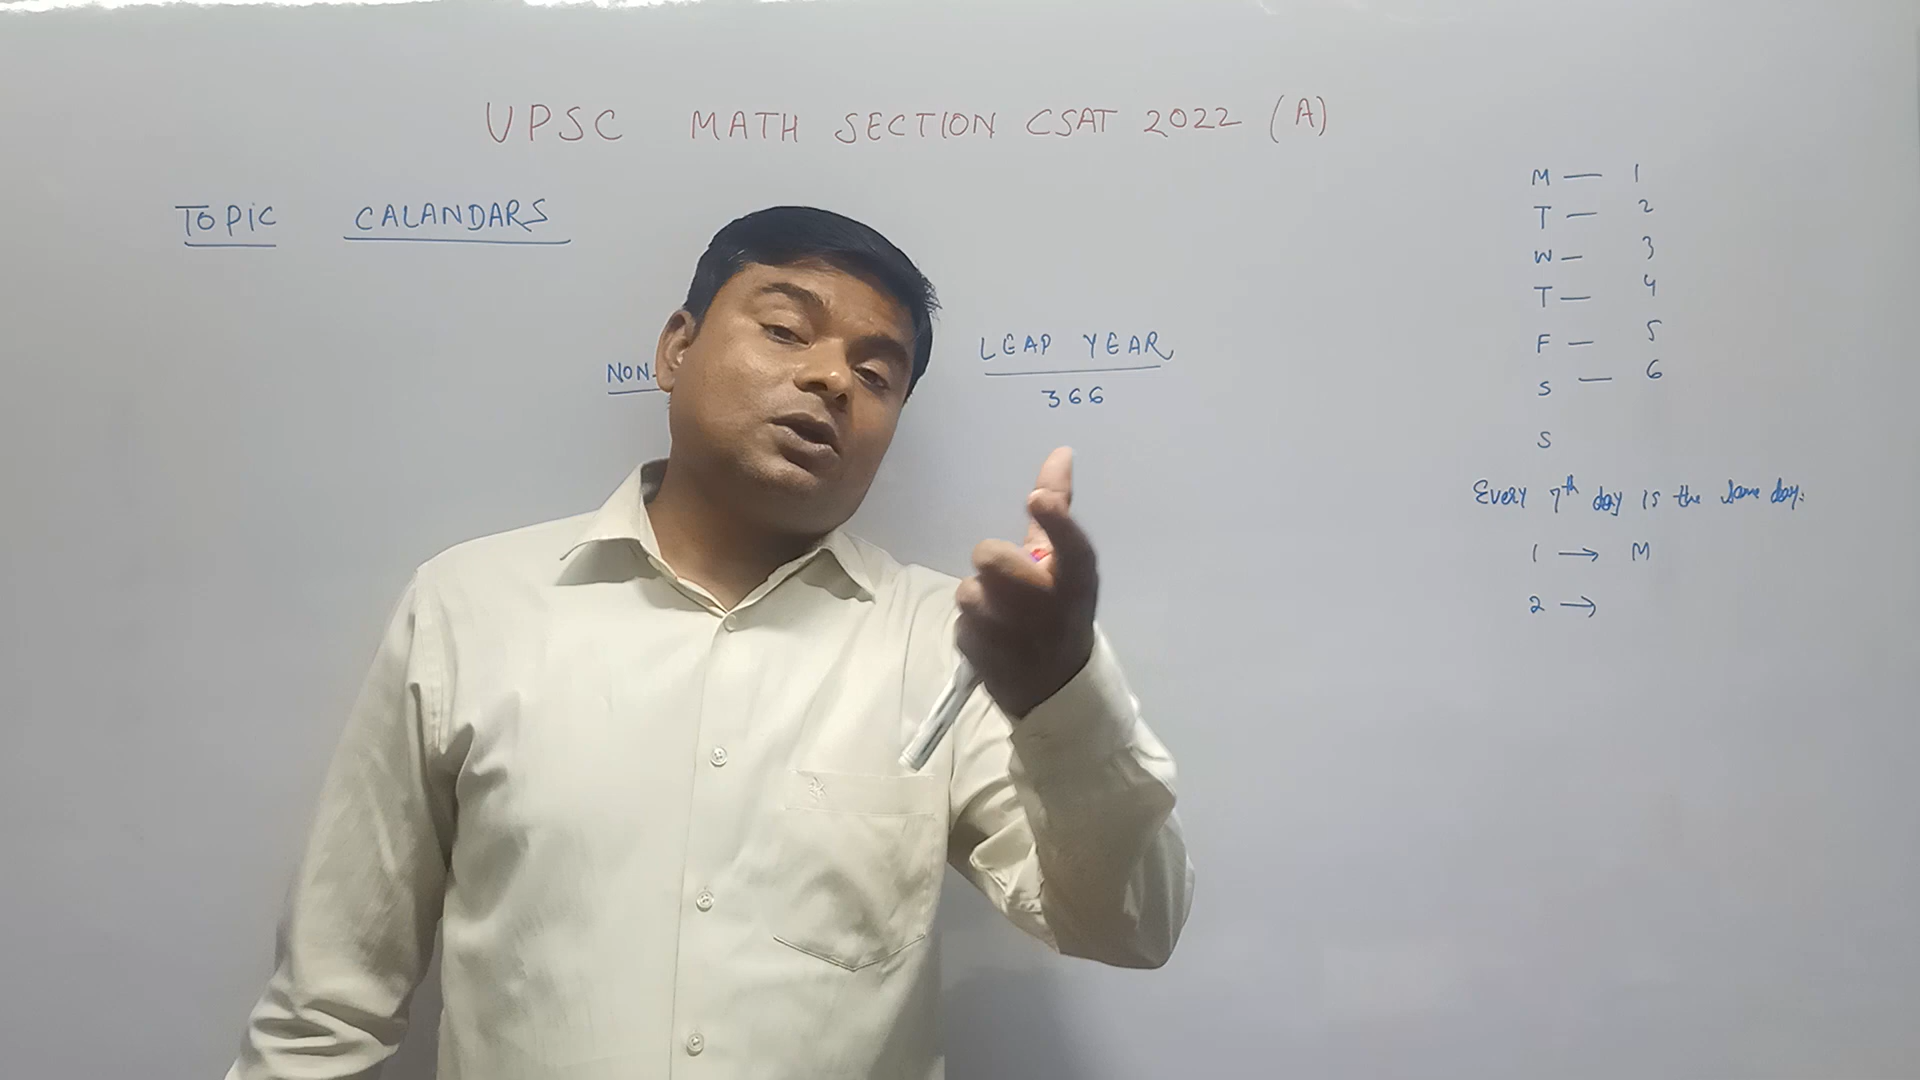 UPSC MATH SECTION CSAT 2022 (A)
TOPIC CALANDARS
NON-
LEAP YEAR
366
M — 1
T — 2
W — 3
T — 4
F — 5
S — 6
S
Every 7th day is the same day.
1 → M
2 →